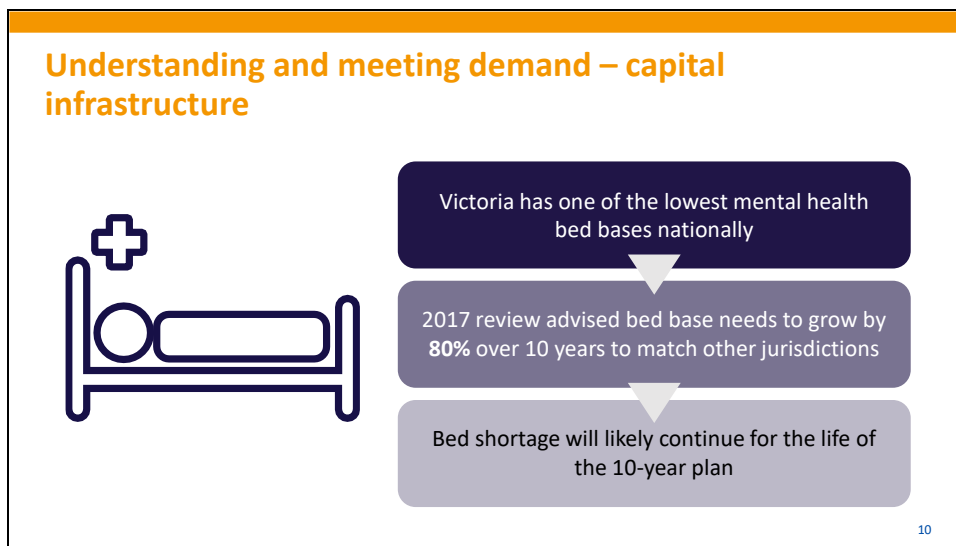 Understanding and meeting demand – capital
infrastructure
Victoria has one of the lowest mental health
bed bases nationally
2017 review advised bed base needs to grow by
80% over 10 years to match other jurisdictions
Bed shortage will likely continue for the life of
the 10-year plan
10